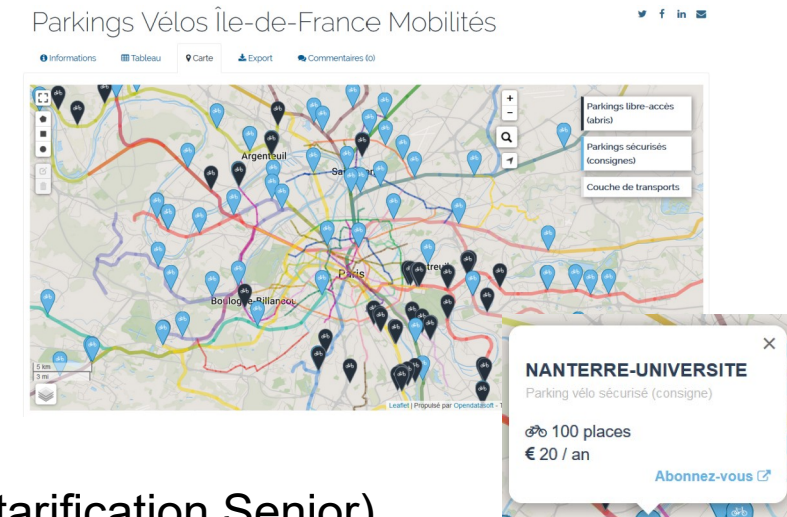 Parkings Vélos Île-de-France Mobilités
Informations
Tableau
Carte
Export
Commentaires (0)
+
−
Parkings libre-accès
(abris)
Parkings sécurisés
(consignes)
Couche de transports
Argenteuil
Paris
Boulogne-Billancou
5 km
3 mi
Leaflet | Propulsé par Opendatasoft - T
NANTERRE-UNIVERSITE
Parking vélo sécurisé (consigne)
100 places
€ 20 / an
Abonnez-vous
tarification Senior)